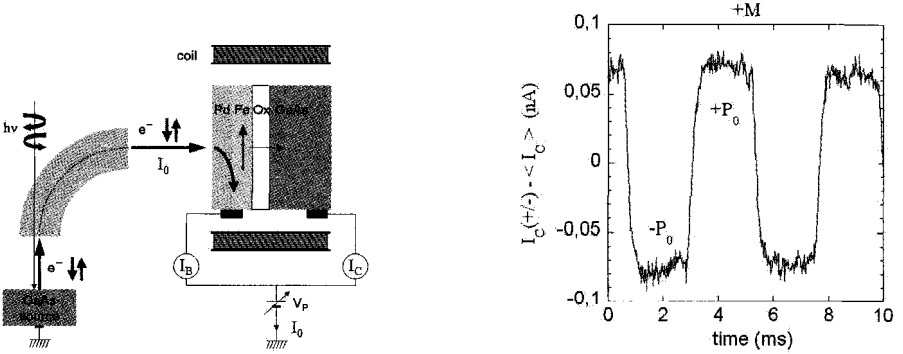 coil
Pd Fe Ox GaAs
hν
e⁻
I₀
e⁻
GaAs
source
I_B
I_C
V_P
I₀
+M
I_C(+/-) - < I_C > (nA)
0,1
0,05
0
-0,05
-0,1
+P₀
-P₀
0 2 4 6 8 10
time (ms)